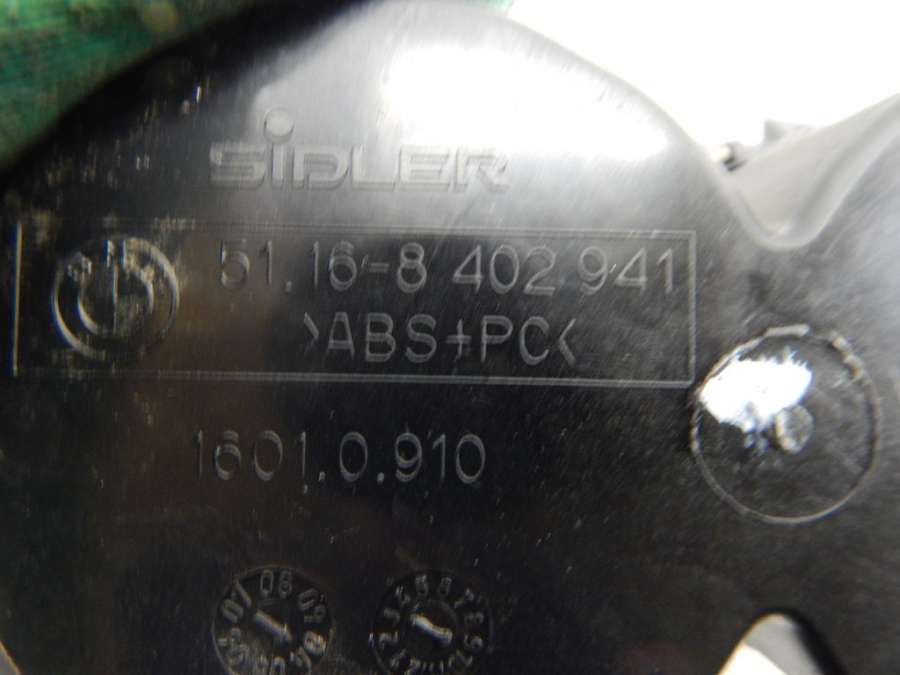 SiDLER
51.16-8 402 941
>ABS+PC<
1601.0.910